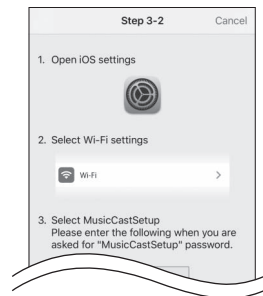 Step 3-2 Cancel
1. Open iOS settings
2. Select Wi-Fi settings
Wi-Fi
3. Select MusicCastSetup
Please enter the following when you are
asked for "MusicCastSetup" password.